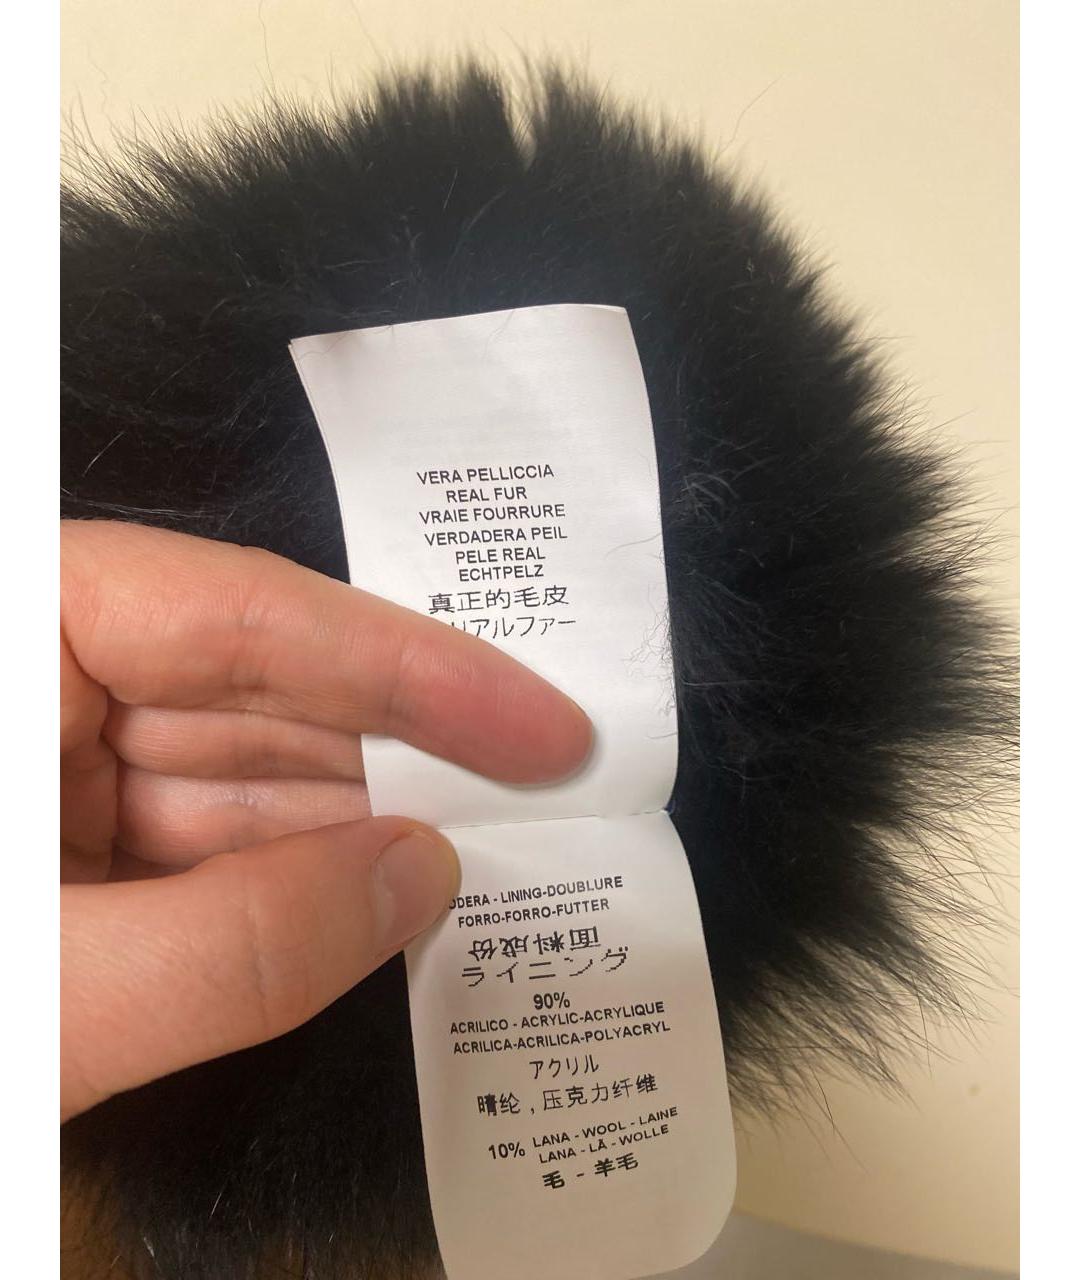 VERA PELLICCIA
REAL FUR
VRAIE FOURRURE
VERDADERA PEIL
PELE REAL
ECHTPELZ
真正的毛皮
リアルファー
ODERA - LINING-DOUBLURE
FORRO-FORRO-FUTTER
面料成份
ライニング
90%
ACRILICO - ACRYLIC-ACRYLIQUE
ACRILICA-ACRILICA-POLYACRYL
アクリル
晴纶 , 压克力纤维
10% LANA - WOOL - LAINE
LANA - LÃ - WOLLE
毛 - 羊毛